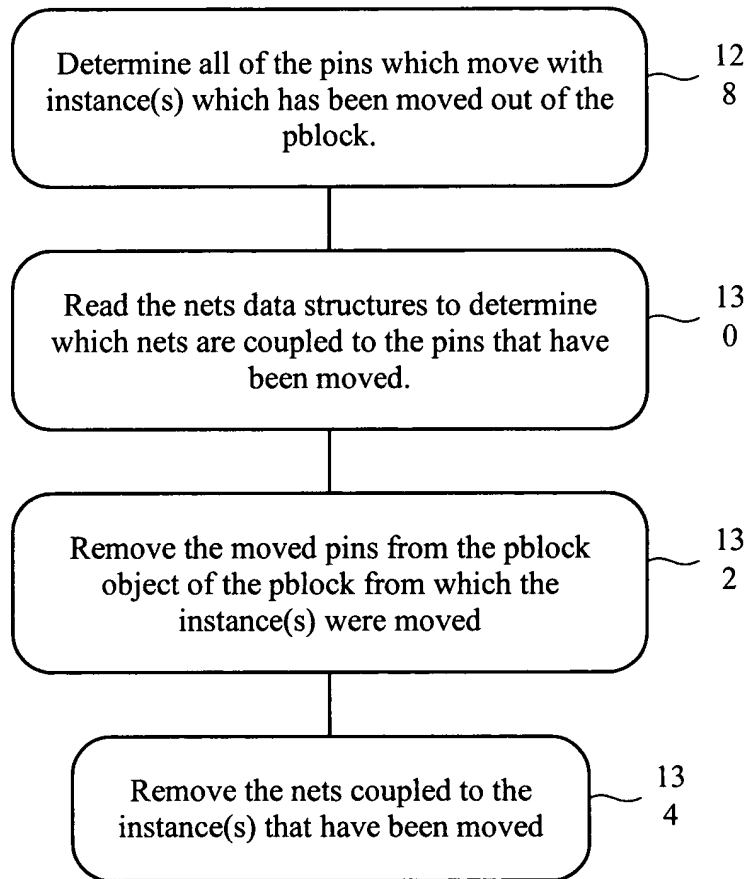 Determine all of the pins which move with
instance(s) which has been moved out of the
pblock.
12
8
Read the nets data structures to determine
which nets are coupled to the pins that have
been moved.
13
0
Remove the moved pins from the pblock
object of the pblock from which the
instance(s) were moved
13
2
Remove the nets coupled to the
instance(s) that have been moved
13
4